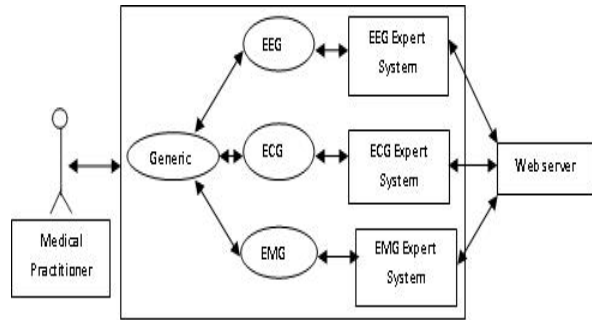 EEG
EEG Expert
System
Generic
ECG
ECG Expert
System
Web server
Medical
Practitioner
EMG
EMG Expert
System